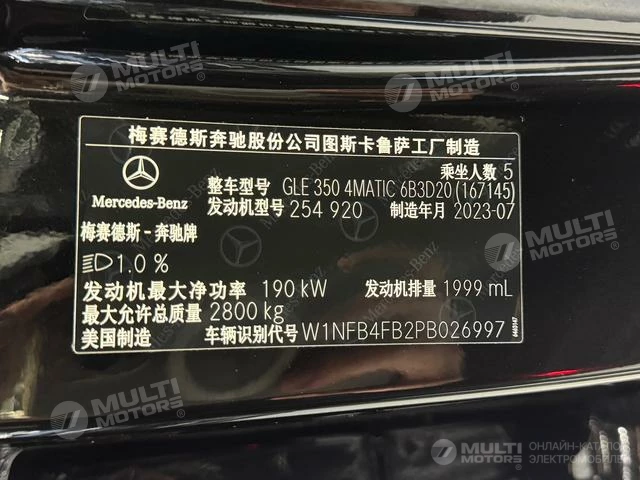 梅赛德斯奔驰股份公司图斯卡鲁萨工厂制造
乘坐人数 5
整车型号 GLE 350 4MATIC 6B3D20 (167145)
Mercedes-Benz
发动机型号 254 920 制造年月 2023-07
梅赛德斯 - 奔驰牌
1.0 %
发动机最大净功率 190 kW 发动机排量 1999 mL
最大允许总质量 2800 kg
美国制造 车辆识别代号 W1NFB4FB2PB026997
MULTI MOTORS®
ОНЛАЙН-КАТАЛОГ
ЭЛЕКТРОМОБИЛЕЙ